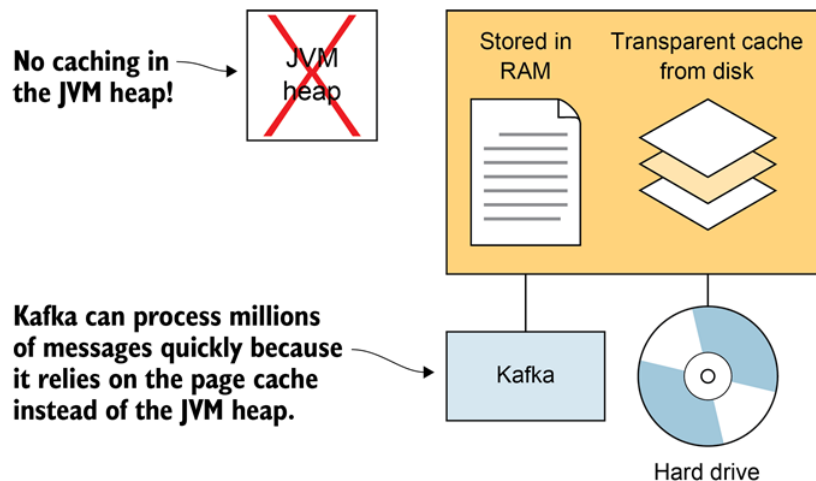 No caching in
the JVM heap!
JVM
heap
Stored in
RAM
Transparent cache
from disk
Kafka can process millions
of messages quickly because
it relies on the page cache
instead of the JVM heap.
Kafka
Hard drive